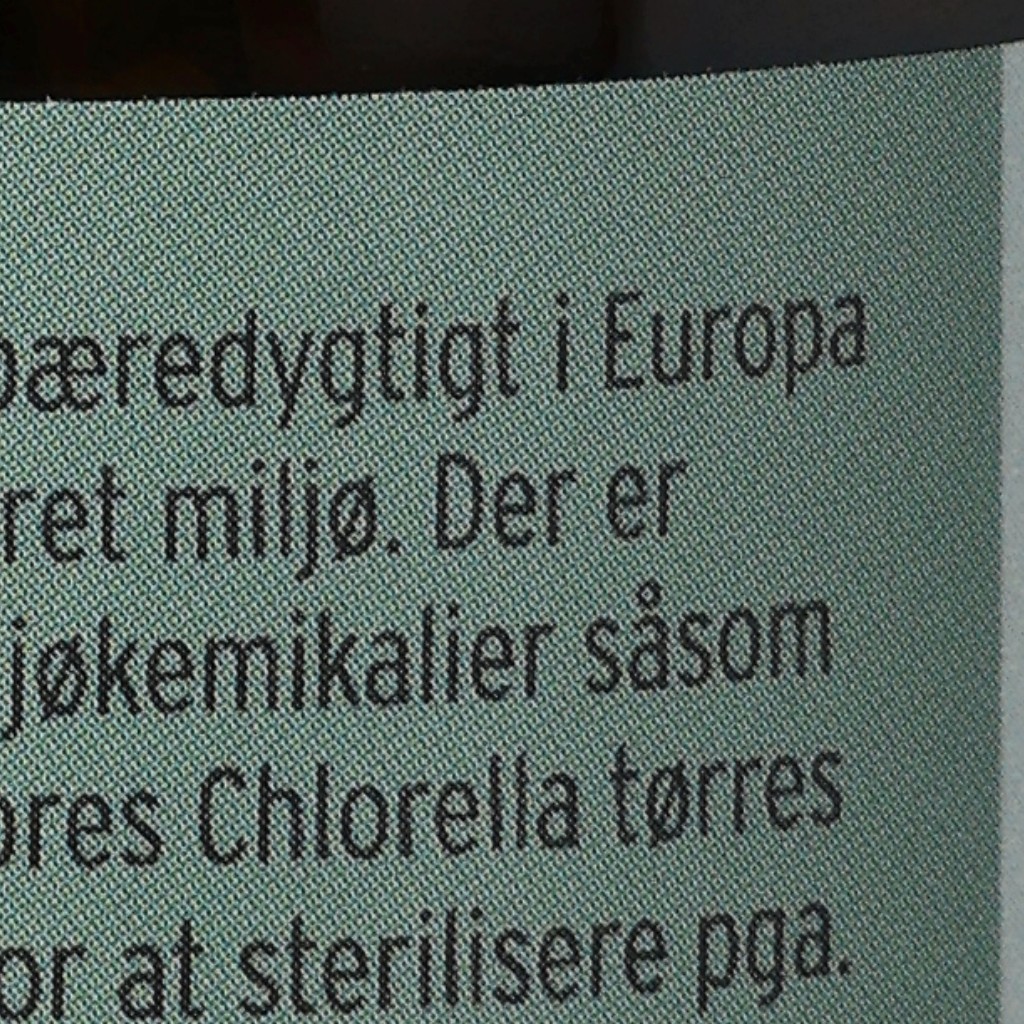 bæredygtigt i Europa
ret miljø. Der er
jøkemikalier såsom
ores Chlorella tørres
or at sterilisere pga.